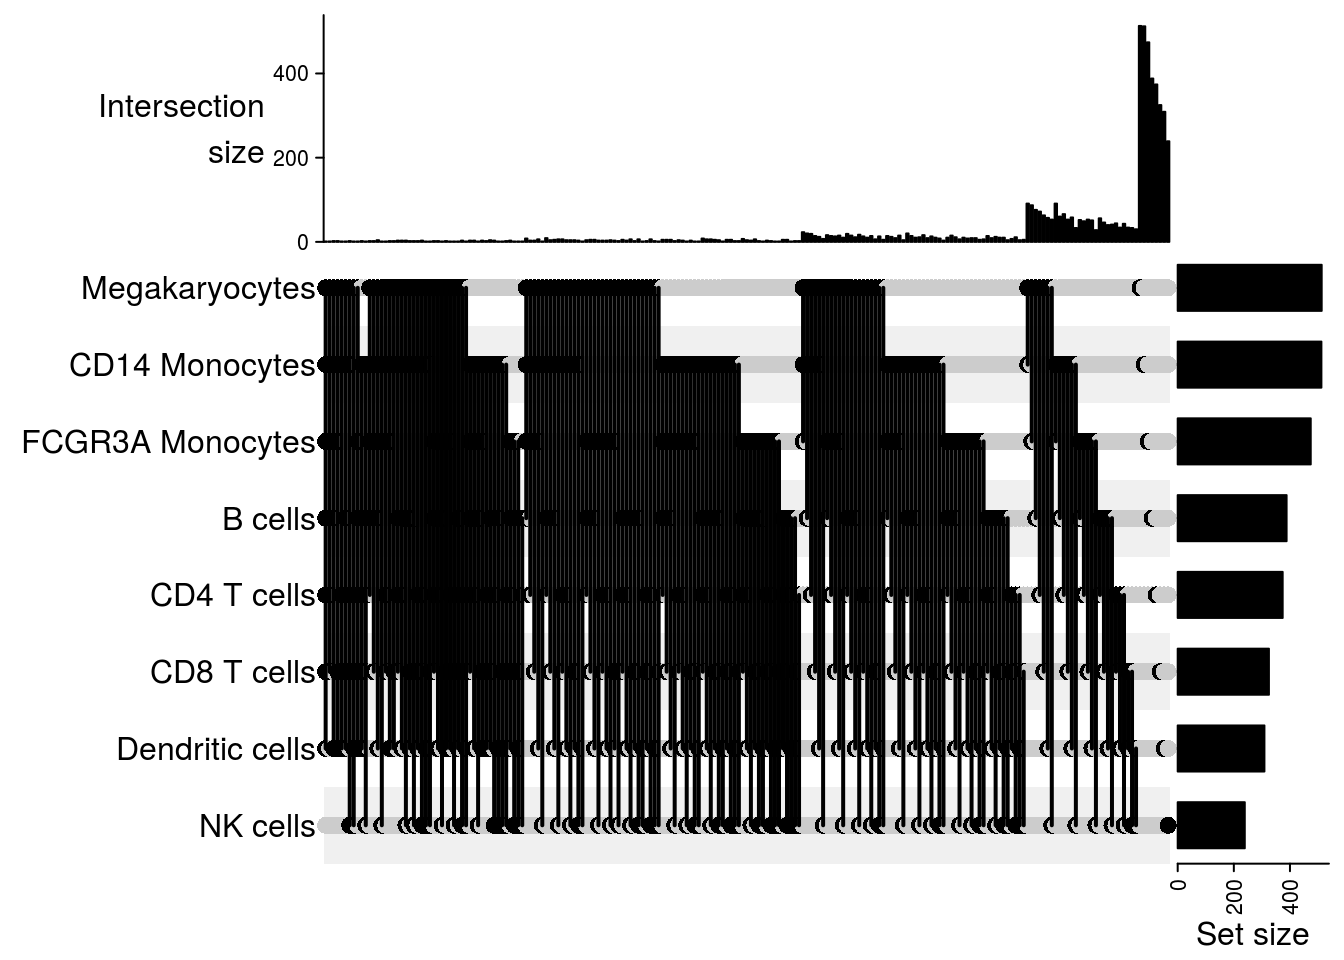 Intersection
size
400
200
0
Megakaryocytes
CD14 Monocytes
FCGR3A Monocytes
B cells
CD4 T cells
CD8 T cells
Dendritic cells
NK cells
0
200
400
Set size